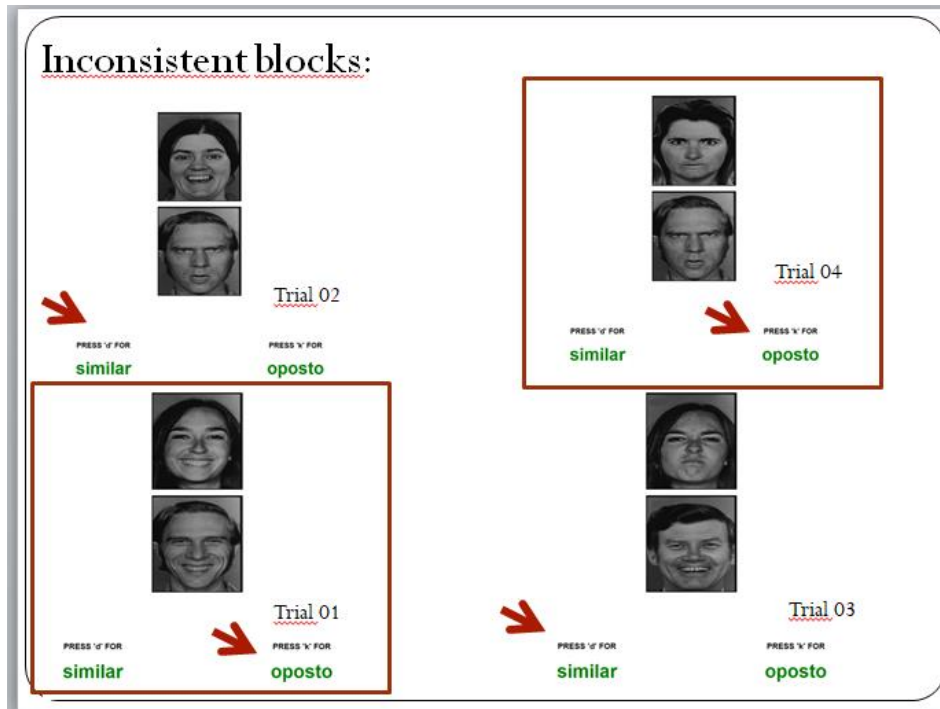 Inconsistent blocks:
Trial 02
PRESS 'd' FOR
similar
PRESS 'k' FOR
oposto
Trial 04
PRESS 'd' FOR
similar
PRESS 'k' FOR
oposto
Trial 01
PRESS 'd' FOR
similar
PRESS 'k' FOR
oposto
Trial 03
PRESS 'd' FOR
similar
PRESS 'k' FOR
oposto